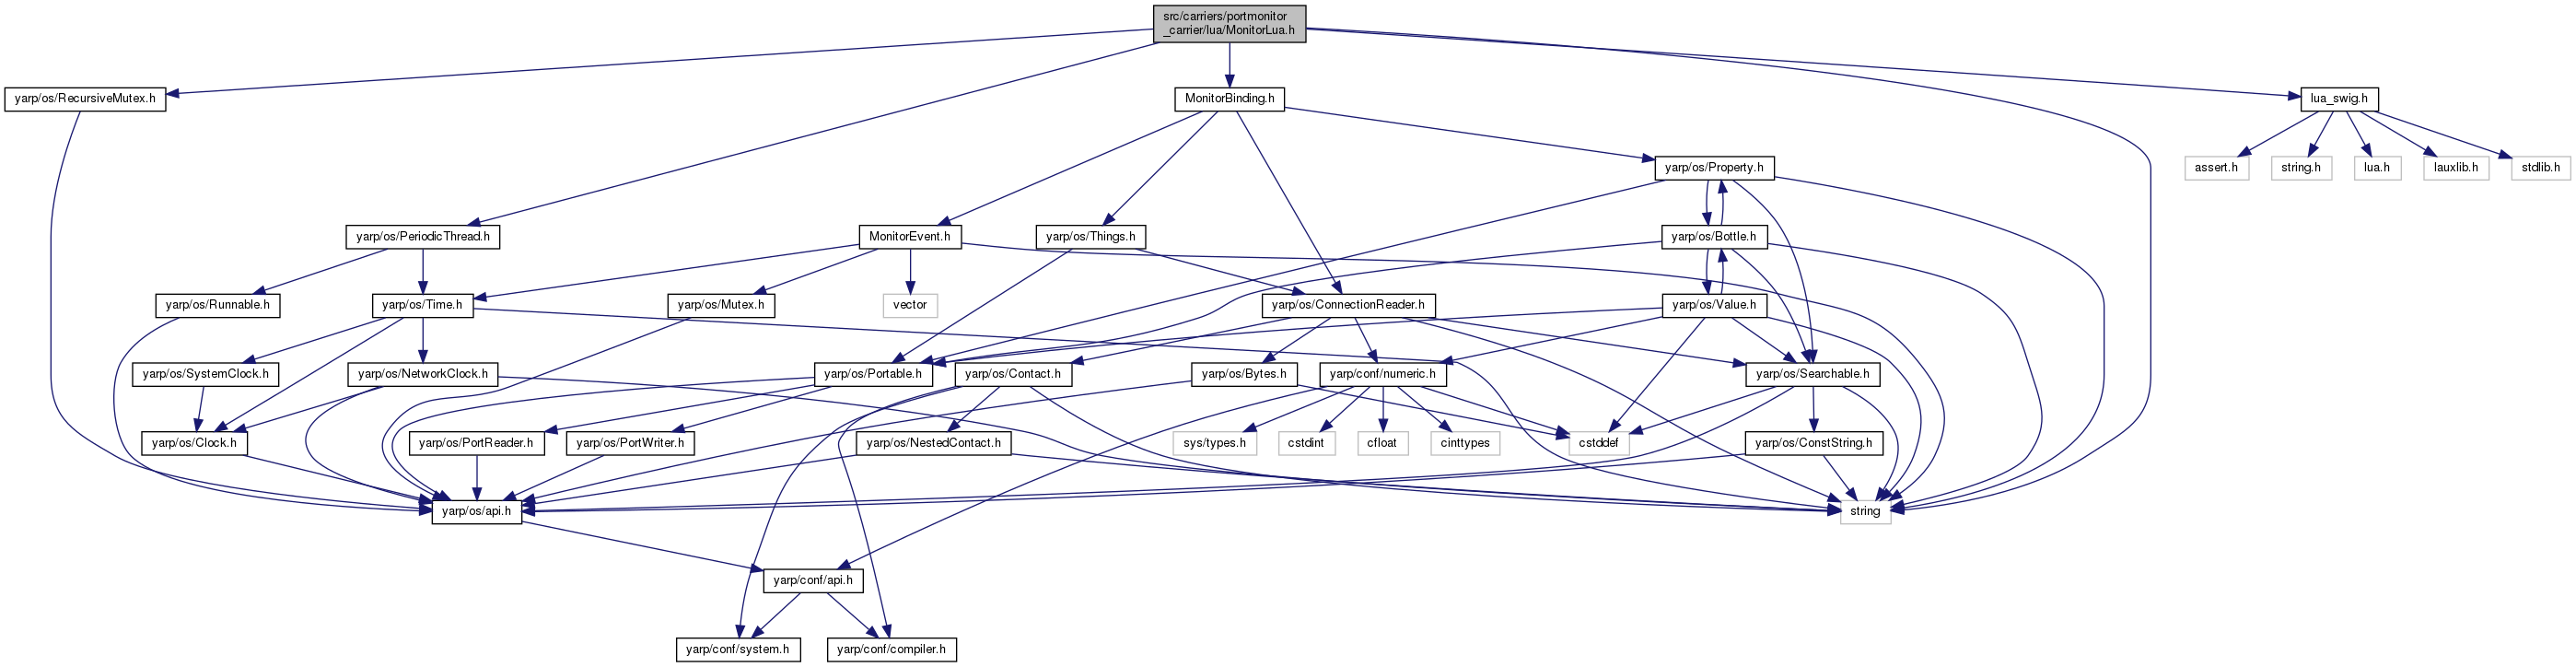 src/carriers/portmonitor
_carrier/lua/MonitorLua.h
yarp/os/RecursiveMutex.h
MonitorBinding.h
lua_swig.h
yarp/os/Property.h
assert.h
string.h
lua.h
lauxlib.h
stdlib.h
yarp/os/PeriodicThread.h
MonitorEvent.h
yarp/os/Things.h
yarp/os/Bottle.h
yarp/os/Runnable.h
yarp/os/Time.h
yarp/os/Mutex.h
vector
yarp/os/ConnectionReader.h
yarp/os/Value.h
yarp/os/SystemClock.h
yarp/os/NetworkClock.h
yarp/os/Portable.h
yarp/os/Contact.h
yarp/os/Bytes.h
yarp/conf/numeric.h
yarp/os/Searchable.h
yarp/os/Clock.h
yarp/os/PortReader.h
yarp/os/PortWriter.h
yarp/os/NestedContact.h
sys/types.h
cstdint
cfloat
cinttypes
cstddef
yarp/os/ConstString.h
yarp/os/api.h
string
yarp/conf/api.h
yarp/conf/system.h
yarp/conf/compiler.h